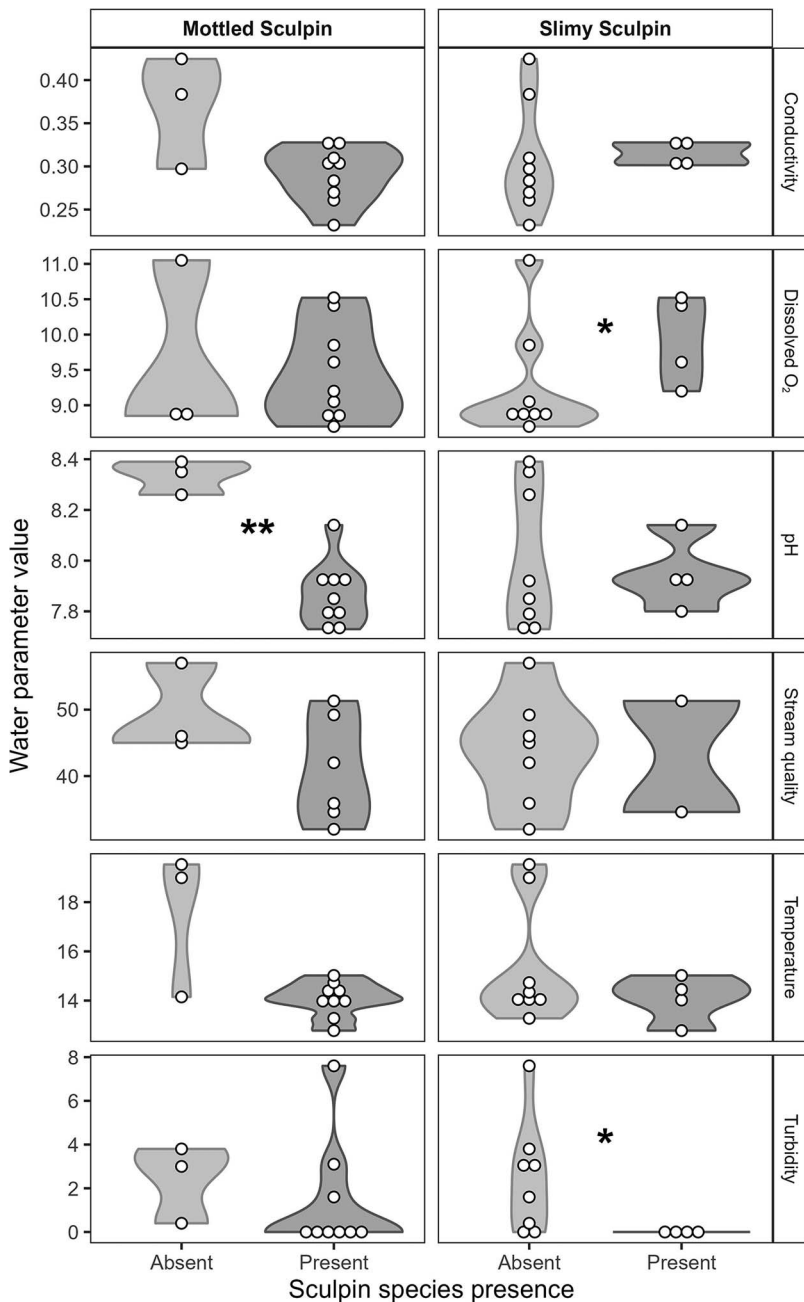 Mottled Sculpin
Slimy Sculpin
0.40
0.35
0.30
0.25
Conductivity
11.0
10.5
10.0
9.5
9.0
*
Dissolved O₂
8.4
8.2
8.0
7.8
**
pH
50
40
Stream quality
18
16
14
Temperature
8
6
4
2
0
*
Turbidity
Water parameter value
Absent
Present
Absent
Present
Sculpin species presence